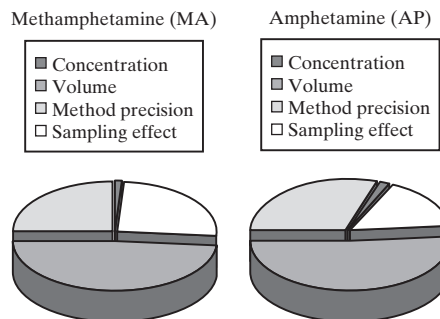 Methamphetamine (MA)
Concentration
Volume
Method precision
Sampling effect
Amphetamine (AP)
Concentration
Volume
Method precision
Sampling effect